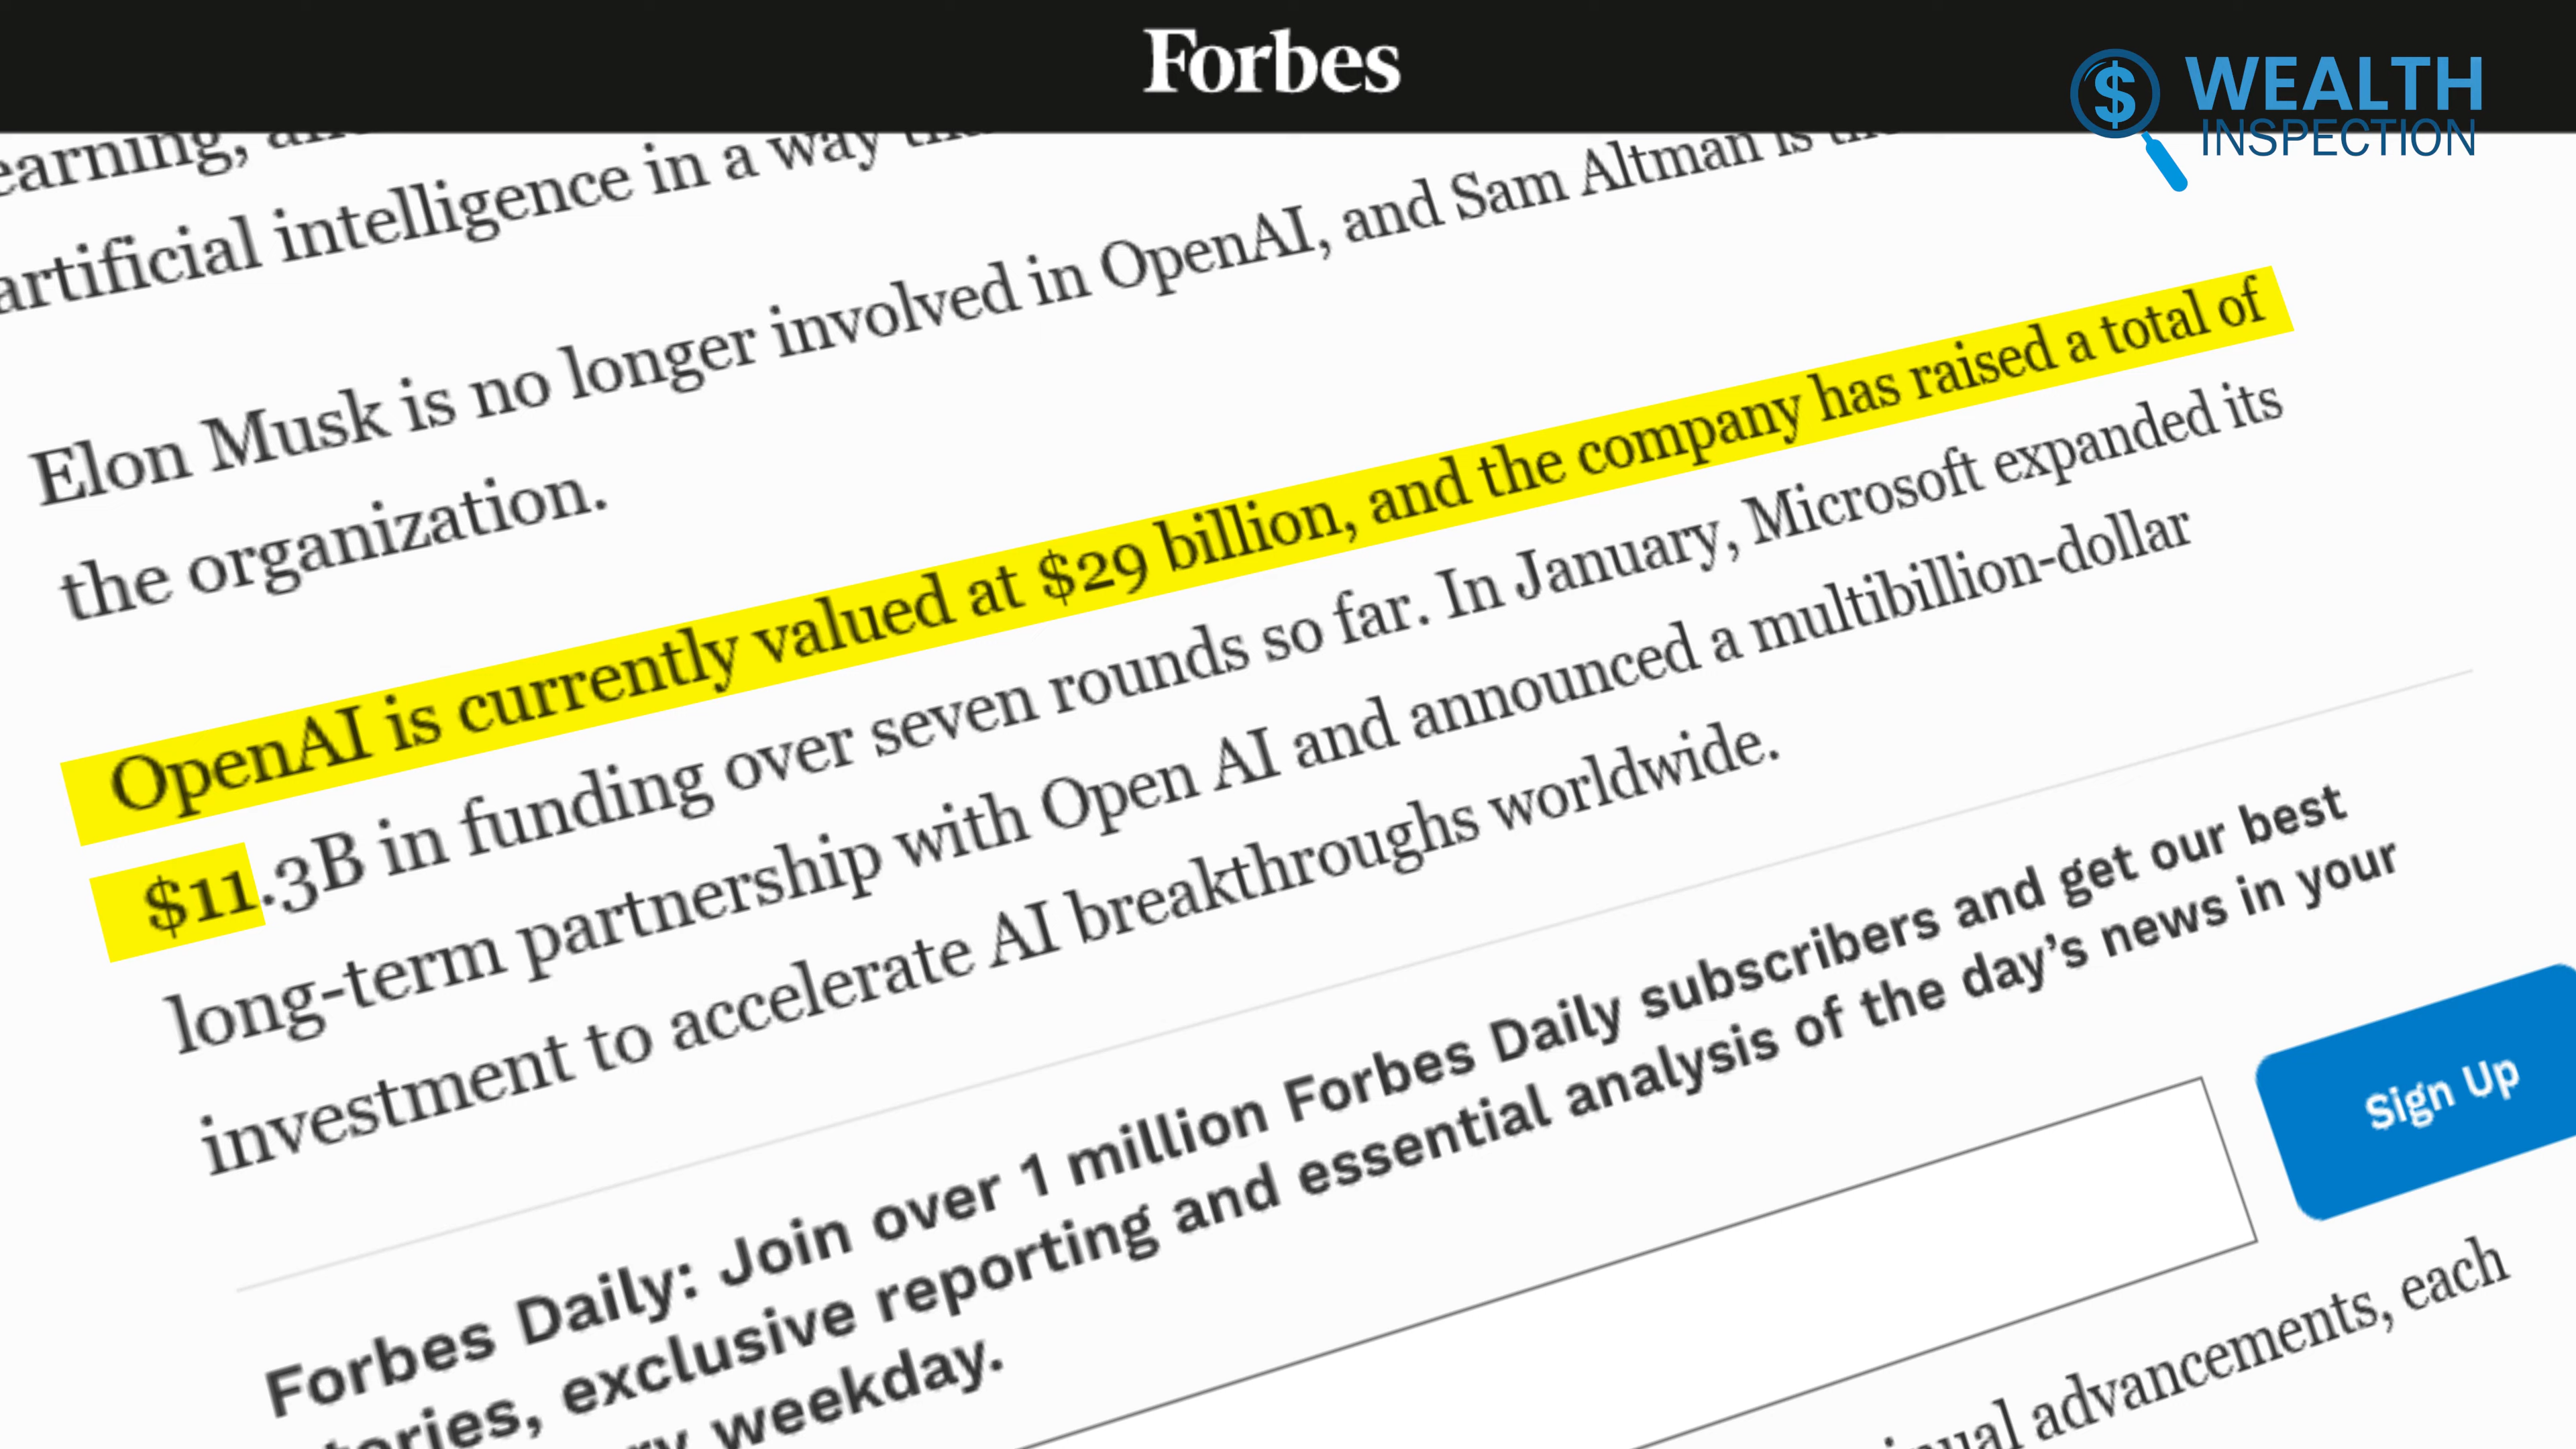 Forbes
WEALTH
INSPECTION
artificial intelligence in a way
Elon Musk is no longer involved in OpenAI, and Sam Altman is
the organization.
OpenAI is currently valued at $29 billion, and the company has raised a total of
$11.3B in funding over seven rounds so far. In January, Microsoft expanded its
long-term partnership with Open AI and announced a multibillion-dollar
investment to accelerate AI breakthroughs worldwide.
Forbes Daily: Join over 1 million Forbes Daily subscribers and get our best
exclusive reporting and essential analysis of the day's news in your
weekday.
Sign Up
advancements, each